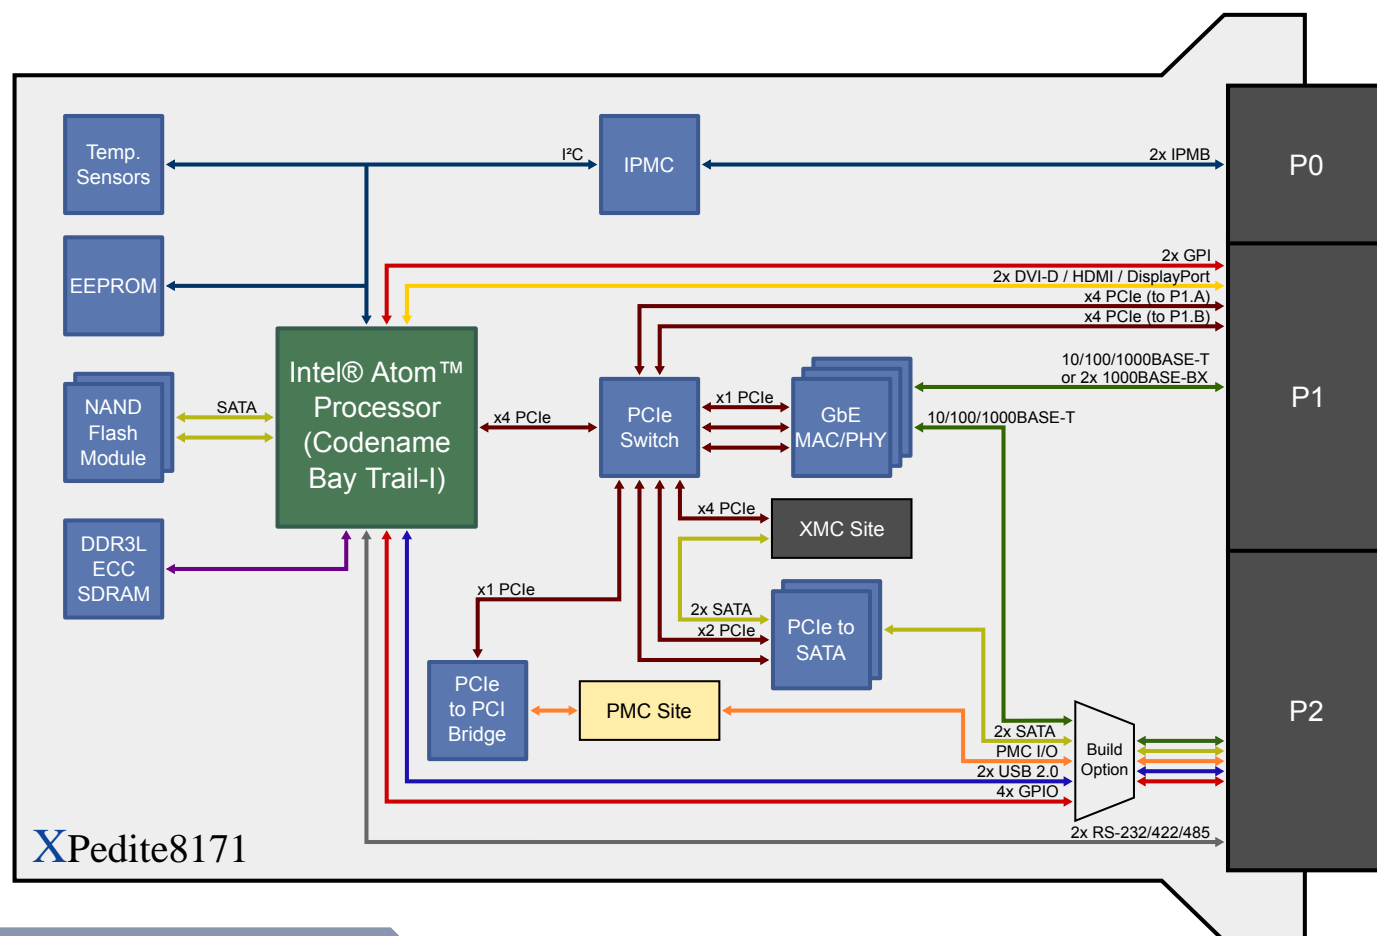 Temp.
Sensors
I²C
IPMC
2x IPMB
P0
EEPROM
2x GPI
2x DVI-D / HDMI / DisplayPort
x4 PCIe (to P1.A)
x4 PCIe (to P1.B)
Intel® Atom™
Processor
(Codename
Bay Trail-I)
NAND
Flash
Module
SATA
x4 PCIe
PCIe
Switch
x1 PCIe
GbE
MAC/PHY
10/100/1000BASE-T
or 2x 1000BASE-BX
10/100/1000BASE-T
P1
DDR3L
ECC
SDRAM
x4 PCIe
XMC Site
x1 PCIe
2x SATA
x2 PCIe
PCIe to
SATA
PCIe
to PCI
Bridge
PMC Site
2x SATA
PMC I/O
2x USB 2.0
4x GPIO
Build
Option
P2
2x RS-232/422/485
XPedite8171